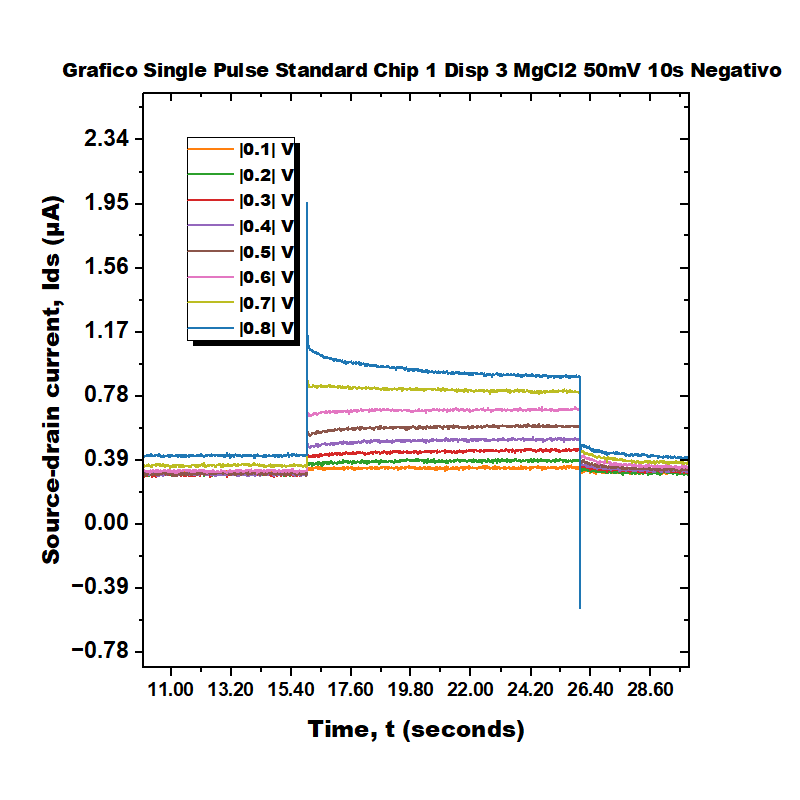 Grafico Single Pulse Standard Chip 1 Disp 3 MgCl2 50mV 10s Negativo
|0.1| V
|0.2| V
|0.3| V
|0.4| V
|0.5| V
|0.6| V
|0.7| V
|0.8| V
Source-drain current, Ids (µA)
2.34
1.95
1.56
1.17
0.78
0.39
0.00
−0.39
−0.78
11.00 13.20 15.40 17.60 19.80 22.00 24.20 26.40 28.60
Time, t (seconds)